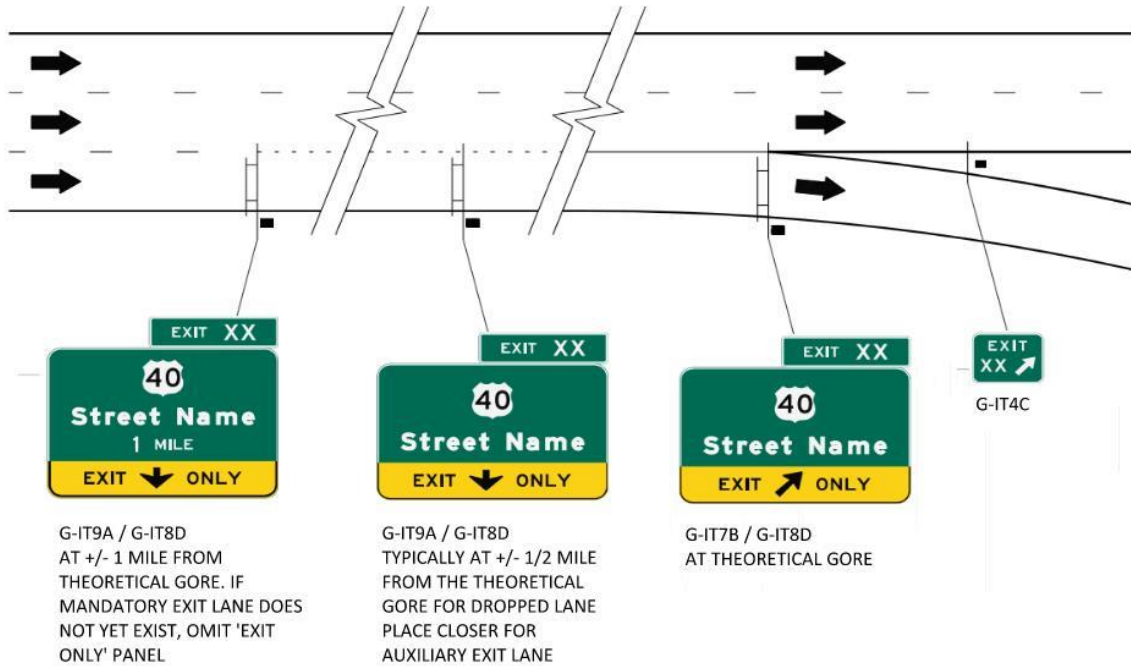 EXIT XX
40
Street Name
1 MILE
EXIT ONLY
G-IT9A / G-IT8D
AT +/- 1 MILE FROM
THEORETICAL GORE. IF
MANDATORY EXIT LANE DOES
NOT YET EXIST, OMIT 'EXIT
ONLY' PANEL
EXIT XX
40
Street Name
EXIT ONLY
G-IT9A / G-IT8D
TYPICALLY AT +/- 1/2 MILE
FROM THE THEORETICAL
GORE FOR DROPPED LANE
PLACE CLOSER FOR
AUXILIARY EXIT LANE
EXIT XX
40
Street Name
EXIT ONLY
G-IT7B / G-IT8D
AT THEORETICAL GORE
EXIT
XX
G-IT4C